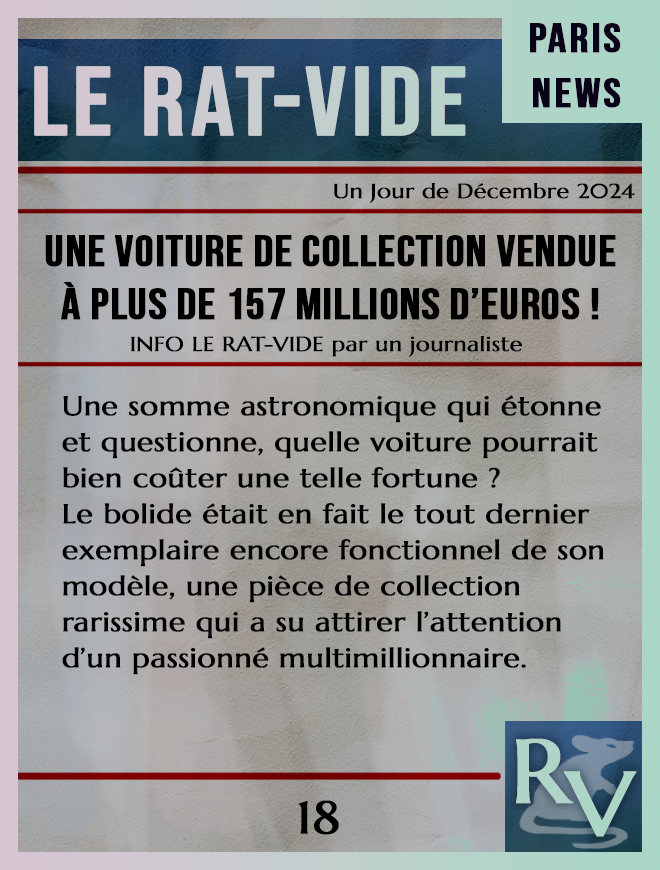 LE RAT-VIDE
PARIS
NEWS
Un Jour de Décembre 2024
UNE VOITURE DE COLLECTION VENDUE
À PLUS DE 157 MILLIONS D’EUROS !
INFO LE RAT-VIDE par un journaliste
Une somme astronomique qui étonne
et questionne, quelle voiture pourrait
bien coûter une telle fortune ?
Le bolide était en fait le tout dernier
exemplaire encore fonctionnel de son
modèle, une pièce de collection
rarissime qui a su attirer l’attention
d’un passionné multimillionnaire.
18
RV